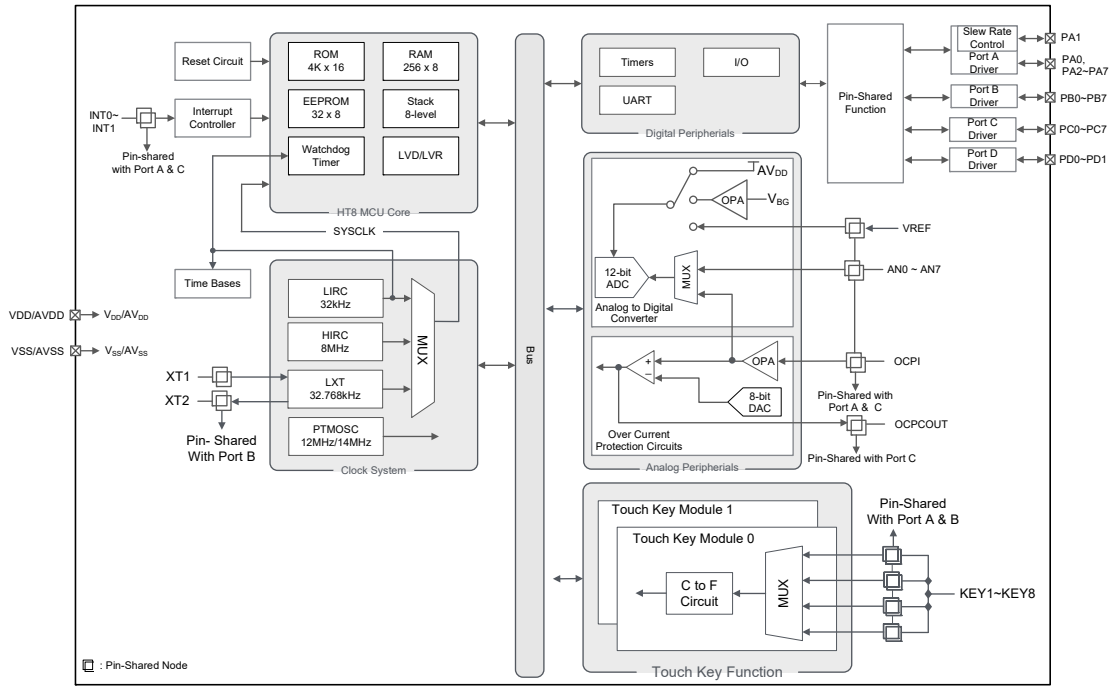 Reset Circuit
INT0~
INT1
Interrupt
Controller
Pin-shared
with Port A & C
ROM
4K x 16
RAM
256 x 8
EEPROM
32 x 8
Stack
8-level
Watchdog
Timer
LVD/LVR
HT8 MCU Core
SYSCLK
Time Bases
LIRC
32kHz
HIRC
8MHz
LXT
32.768kHz
PTMOSC
12MHz/14MHz
MUX
Clock System
VDD/AVDD
VDD/AVDD
VSS/AVSS
VSS/AVSS
XT1
XT2
Pin- Shared
With Port B
Bus
Timers
I/O
UART
Digital Peripherals
Pin-Shared
Function
Slew Rate
Control
Port A
Driver
Port B
Driver
Port C
Driver
Port D
Driver
PA1
PA0,
PA2~PA7
PB0~PB7
PC0~PC7
PD0~PD1
AVDD
OPA
VBG
12-bit
ADC
MUX
Analog to Digital
Converter
VREF
AN0 ~ AN7
+
−
OPA
8-bit
DAC
Over Current
Protection Circuits
Analog Peripherals
OCPI
Pin-Shared with
Port A & C
OCPCOUT
Pin-Shared with Port C
Touch Key Module 1
Touch Key Module 0
C to F
Circuit
MUX
Touch Key Function
Pin-Shared
With Port A & B
KEY1~KEY8
: Pin-Shared Node